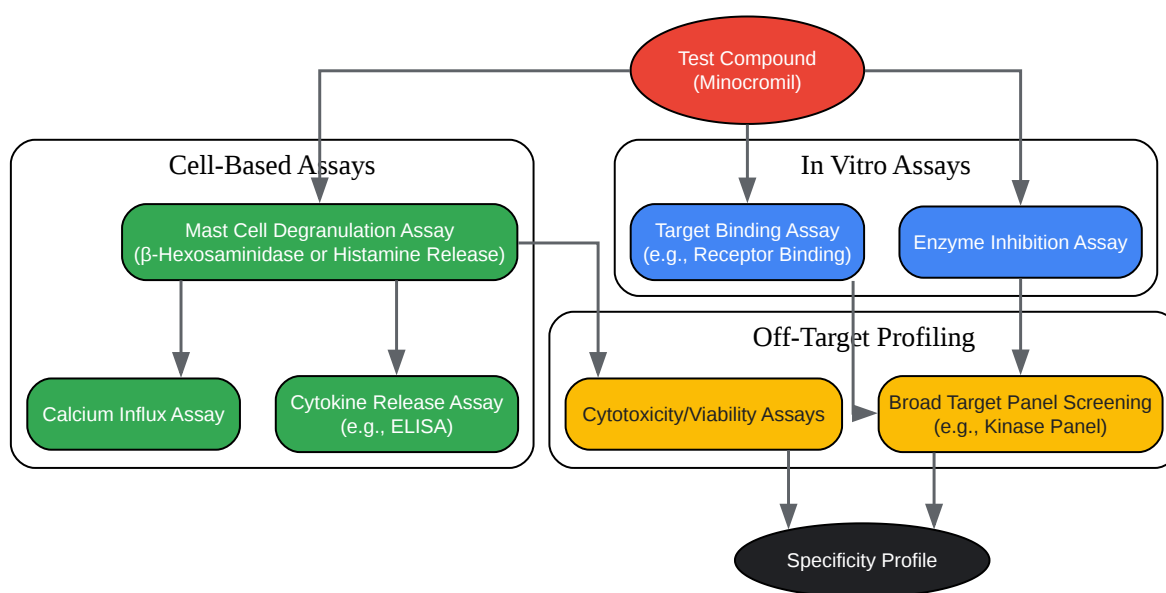 Test Compound
(Minocromil)
Cell-Based Assays
In Vitro Assays
Mast Cell Degranulation Assay
(β-Hexosaminidase or Histamine Release)
Target Binding Assay
(e.g., Receptor Binding)
Enzyme Inhibition Assay
Off-Target Profiling
Calcium Influx Assay
Cytokine Release Assay
(e.g., ELISA)
Cytotoxicity/Viability Assays
Broad Target Panel Screening
(e.g., Kinase Panel)
Specificity Profile